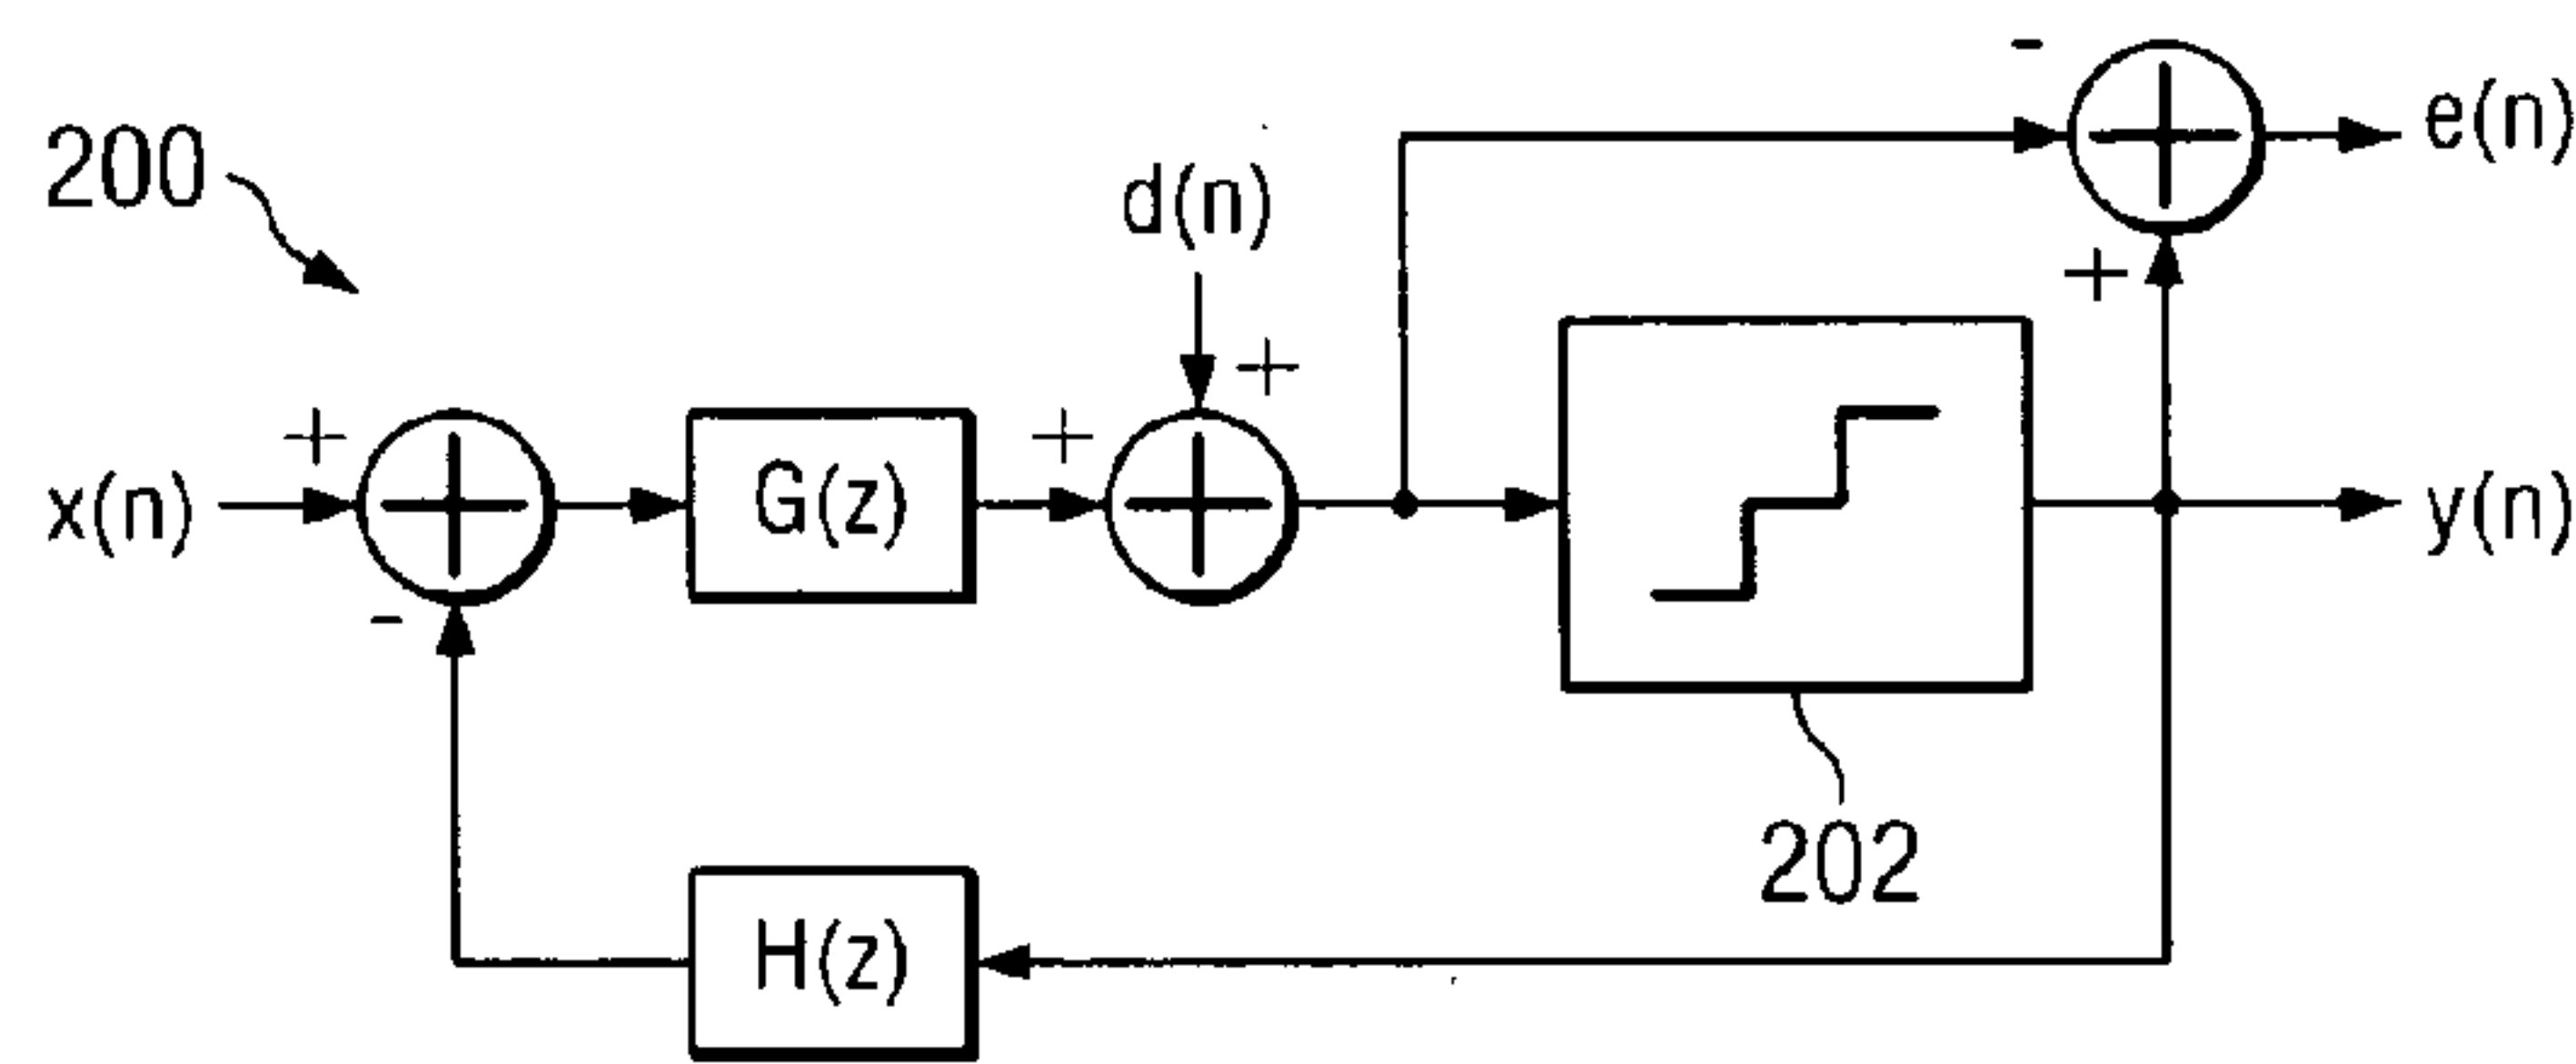 200
d(n)
e(n)
-
+
+
x(n)
+
-
G(z)
+
y(n)
202
H(z)